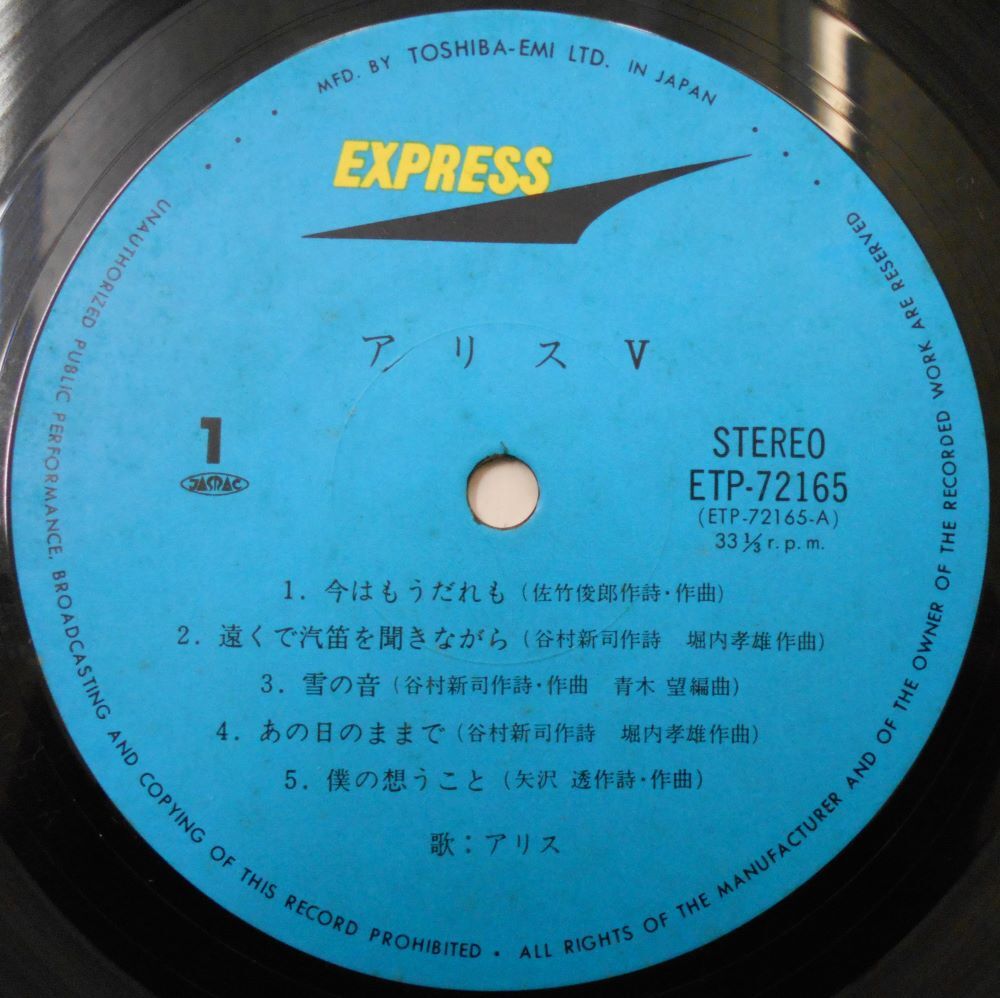 MFD. BY TOSHIBA-EMI LTD. IN JAPAN
EXPRESS
アリスV
1
JASRAC
STEREO
ETP-72165
(ETP-72165-A)
33⅓ r.p.m.
1. 今はもうだれも(佐竹俊郎作詩・作曲)
2. 遠くで汽笛を聞きながら(谷村新司作詩 堀内孝雄作曲)
3. 雪の音(谷村新司作詩・作曲 青木 望編曲)
4. あの日のままで(谷村新司作詩 堀内孝雄作曲)
5. 僕の想うこと(矢沢 透作詩・作曲)
歌：アリス
UNAUTHORIZED PUBLIC PERFORMANCE, BROADCASTING AND COPYING OF THIS RECORD PROHIBITED • ALL RIGHTS OF THE MANUFACTURER AND OF THE OWNER OF THE RECORDED WORK ARE RESERVED